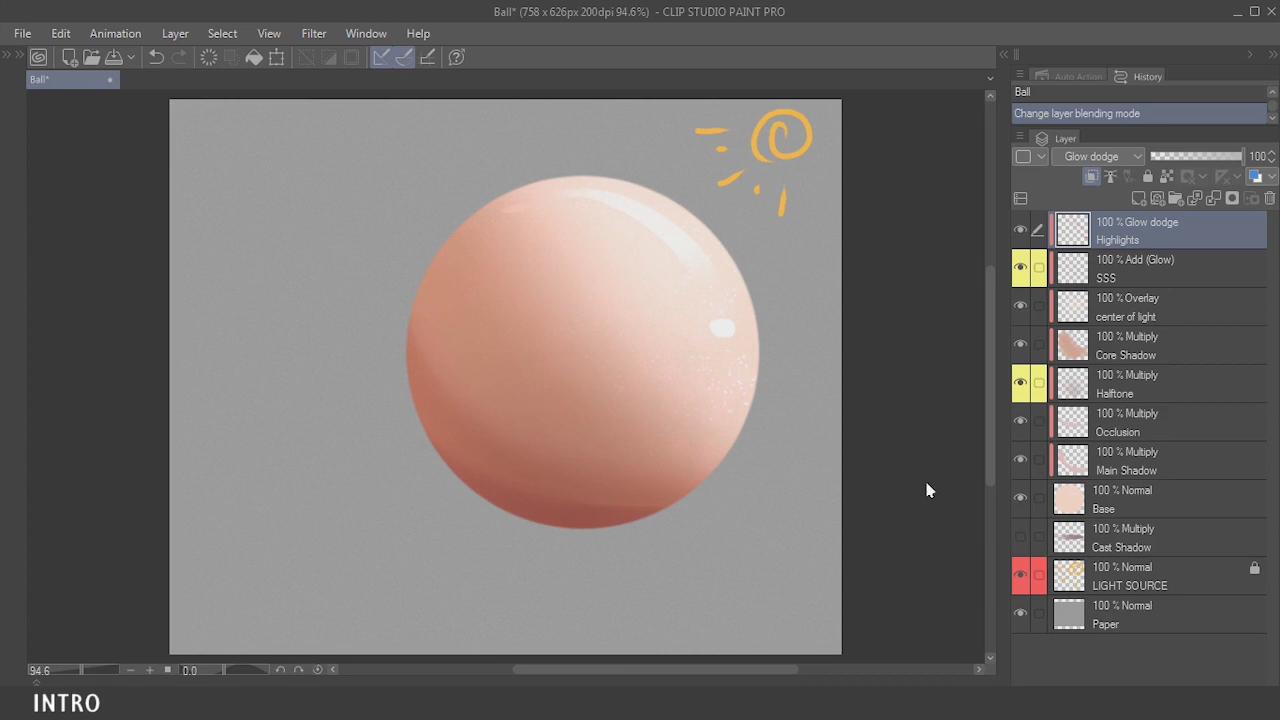 Ball* (758 x 626px 200dpi 94.6%) - CLIP STUDIO PAINT PRO
File Edit Animation Layer Select View Filter Window Help
Ball*
Auto Action History
Ball
Change layer blending mode
Layer
Glow dodge 100
100 % Glow dodge
Highlights
100 % Add (Glow)
SSS
100 % Overlay
center of light
100 % Multiply
Core Shadow
100 % Multiply
Halftone
100 % Multiply
Occlusion
100 % Multiply
Main Shadow
100 % Normal
Base
100 % Multiply
Cast Shadow
100 % Normal
LIGHT SOURCE
100 % Normal
Paper
94.6 0.0
INTRO